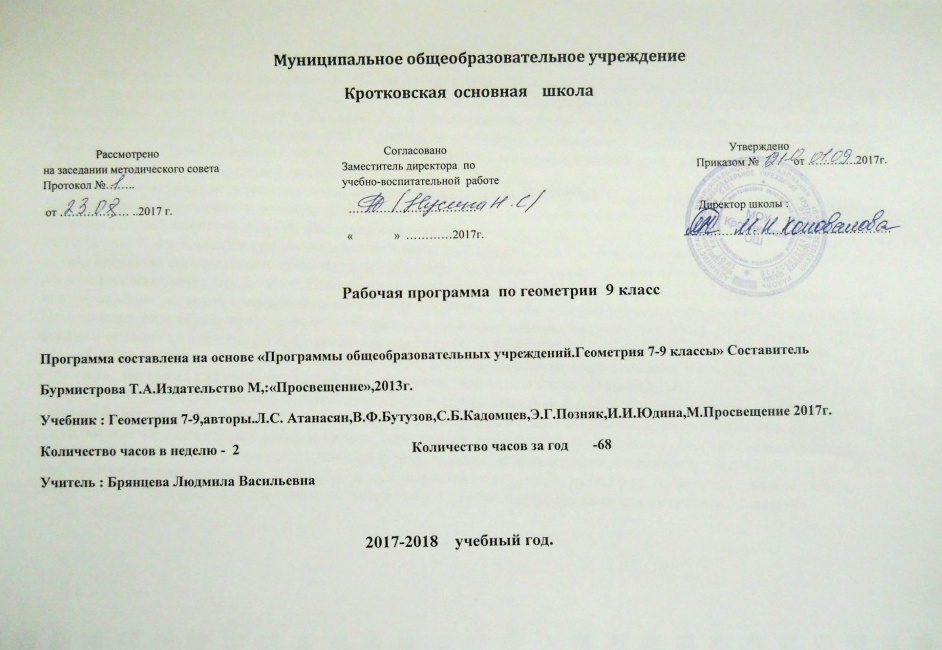 Муниципальное общеобразовательное учреждение
Кротковская основная школа
Рассмотрено
на заседании методического совета
Протокол №.1.....
от .23.08..... ..2017 г.
Согласовано
Заместитель директора по
учебно-воспитательной работе
« » …………2017г.
Утверждено
Приказом № от 01.09..2017г.
Директор школы :
М.Н Коновалова
Рабочая программа по геометрии 9 класс
Программа составлена на основе «Программы общеобразовательных учреждений.Геометрия 7-9 классы» Составитель
Бурмистрова Т.А.Издательство М,:«Просвещение»,2013г.
Учебник : Геометрия 7-9,авторы.Л.С. Атанасян,В.Ф.Бутузов,С.Б.Кадомцев,Э.Г.Позняк,И.И.Юдина,М.Просвещение 2017г.
Количество часов в неделю - 2 Количество часов за год -68
Учитель : Брянцева Людмила Васильевна
2017-2018 учебный год.